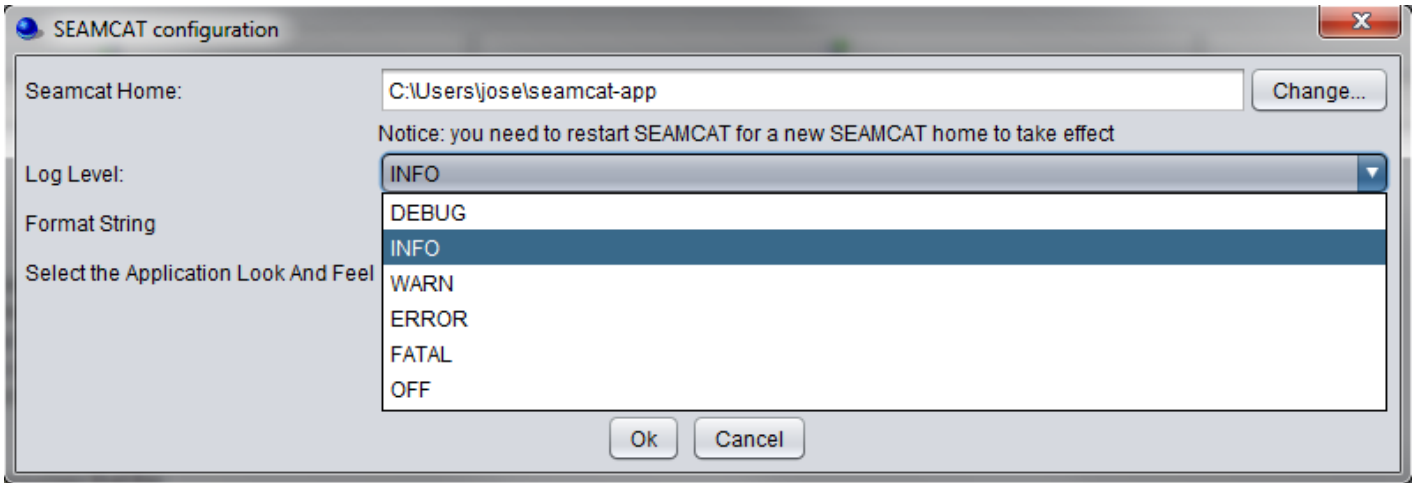 SEAMCAT configuration
Seamcat Home:
C:\Users\jose\seamcat-app
Change...
Notice: you need to restart SEAMCAT for a new SEAMCAT home to take effect
Log Level:
INFO
Format String
Select the Application Look And Feel
DEBUG
INFO
WARN
ERROR
FATAL
OFF
Ok
Cancel